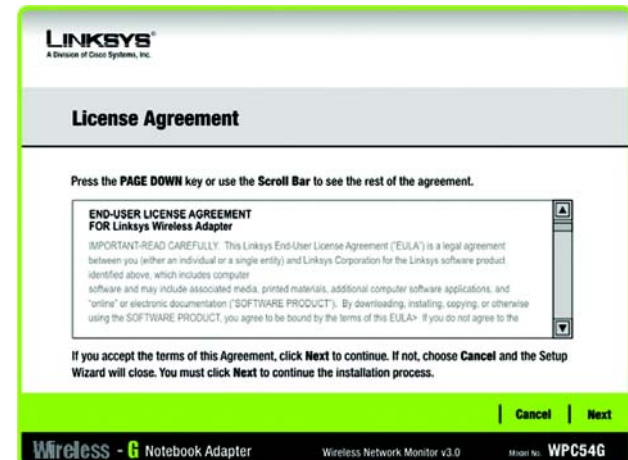 LINKSYS®
A Division of Cisco Systems, Inc.
License Agreement
Press the PAGE DOWN key or use the Scroll Bar to see the rest of the agreement.
END-USER LICENSE AGREEMENT
FOR Linksys Wireless Adapter
IMPORTANT-READ CAREFULLY. This Linksys End-User License Agreement ("EULA") is a legal agreement
between you (either an individual or a single entity) and Linksys Corporation for the Linksys software product
identified above, which includes computer
software and may include associated media, printed materials, additional computer software applications, and
"online" or electronic documentation ("SOFTWARE PRODUCT"). By downloading, installing, copying, or otherwise
using the SOFTWARE PRODUCT, you agree to be bound by the terms of this EULA> If you do not agree to the
If you accept the terms of this Agreement, click Next to continue. If not, choose Cancel and the Setup
Wizard will close. You must click Next to continue the installation process.
Cancel Next
Wireless - G Notebook Adapter Wireless Network Monitor v3.0 Model No. WPC54G